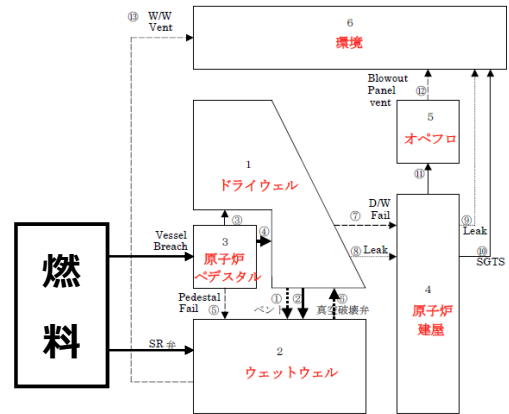 ⑬ W/W
Vent
6
環境
Blowout
Panel
vent
⑫
5
オペフロ
1
ドライウェル
⑪
⑦ D/W
Fail
⑨
Leak
⑧ Leak
⑩
SGTS
Vessel
Breach
③
④
3
原子炉
ペデスタル
4
原子炉
建屋
燃
料
Pedestal
Fail
⑤
①
②
⑥
ベント
真空破壊弁
SR 弁
2
ウェットウェル